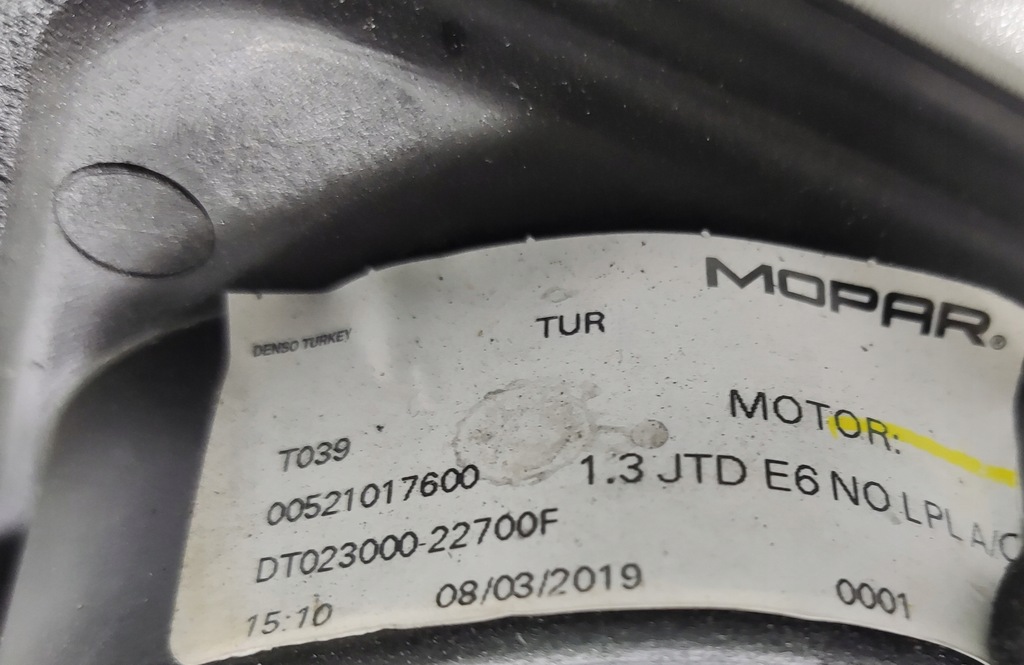 MOPAR®
DENSO TURKEY
TUR
MOTOR:
T039
1.3 JTD E6 NO LPL A/C
00521017600
DT023000-22700F
15:10
08/03/2019
0001